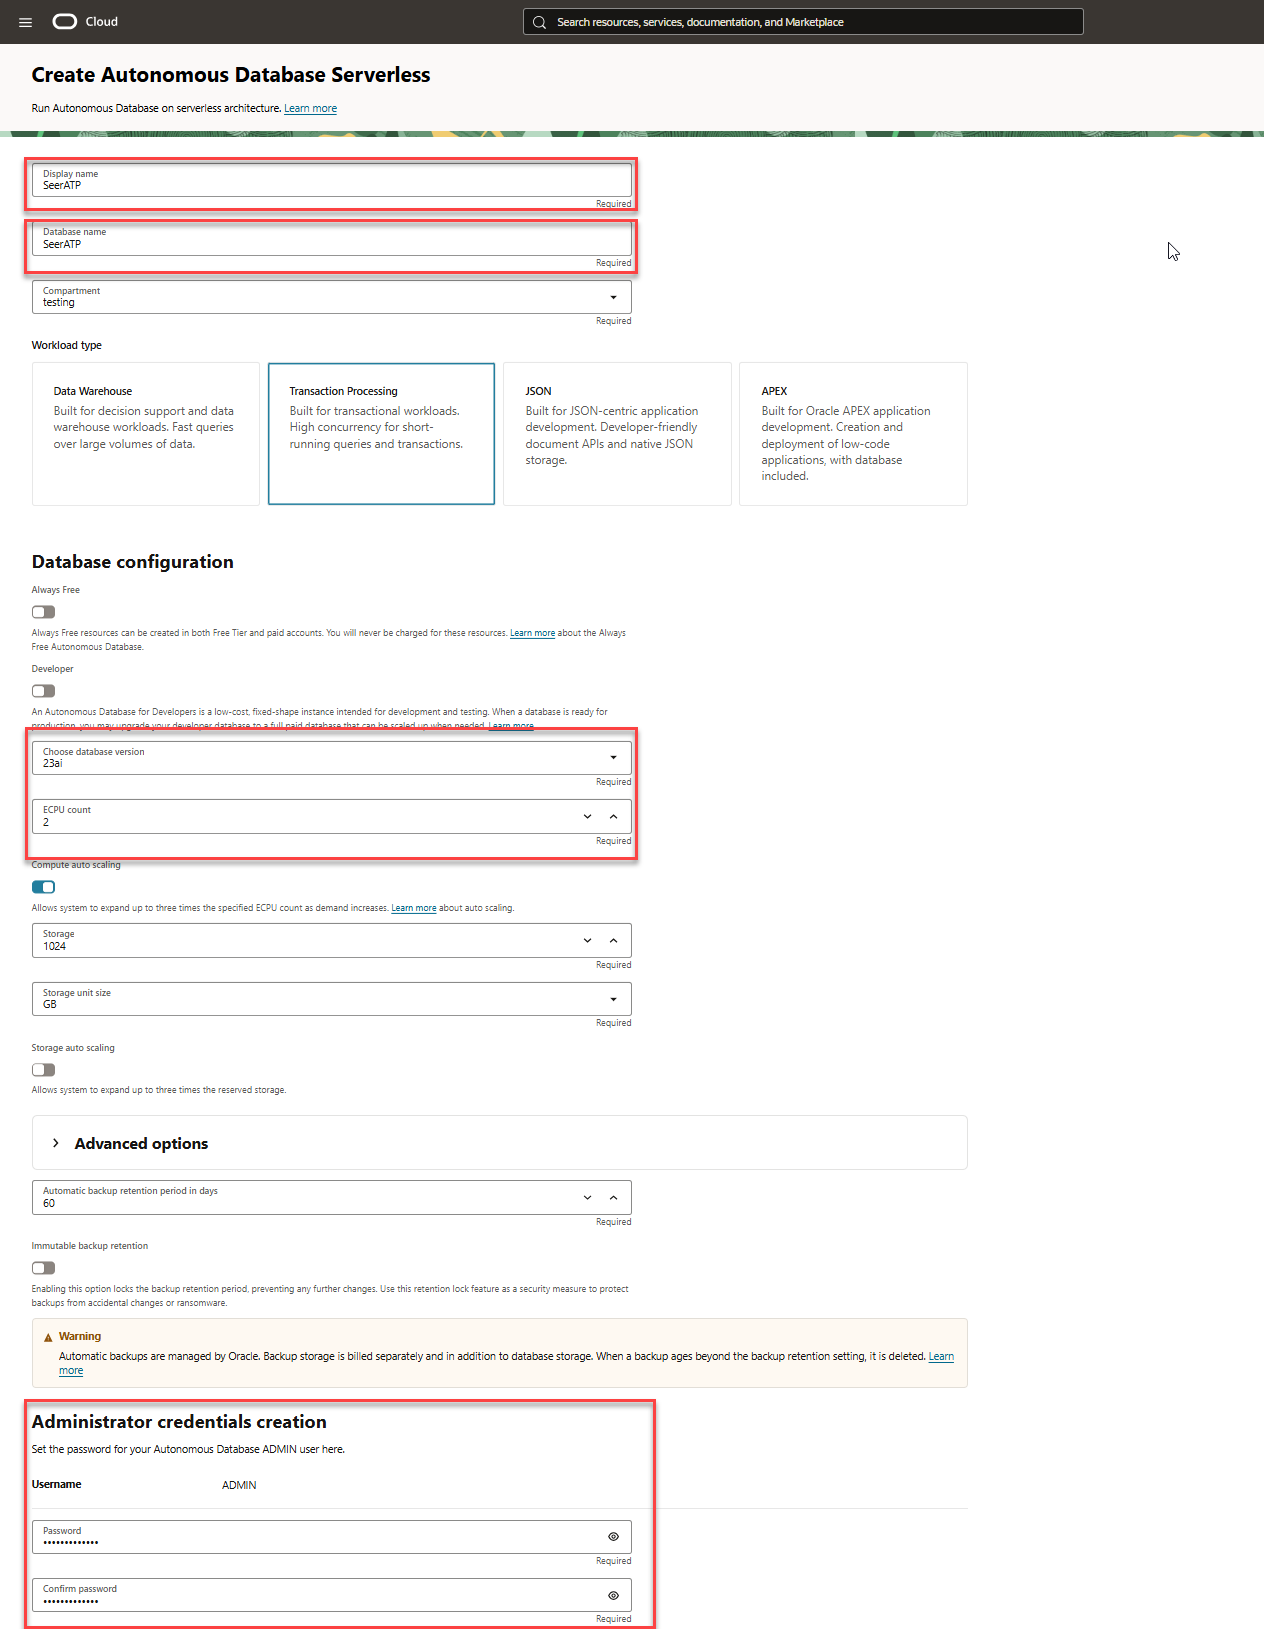 Cloud
Search resources, services, documentation, and Marketplace
Create Autonomous Database Serverless
Run Autonomous Database on serverless architecture. Learn more
Display name
SeerATP
Required
Database name
SeerATP
Required
Compartment
testing
Required
Workload type
Data Warehouse
Built for decision support and data
warehouse workloads. Fast queries
over large volumes of data.
Transaction Processing
Built for transactional workloads.
High concurrency for short-
running queries and transactions.
JSON
Built for JSON-centric application
development. Developer-friendly
document APIs and native JSON
storage.
APEX
Built for Oracle APEX application
development. Creation and
deployment of low-code
applications, with database
included.
Database configuration
Always Free
Always Free resources can be created in both Free Tier and paid accounts. You will never be charged for these resources. Learn more about the Always
Free Autonomous Database.
Developer
An Autonomous Database for Developers is a low-cost, fixed-shape instance intended for development and testing. When a database is ready for
production, you may upgrade your developer database to a full paid database that can be scaled up when needed. Learn more
Choose database version
23ai
Required
ECPU count
2
Required
Compute auto scaling
Allows system to expand up to three times the specified ECPU count as demand increases. Learn more about auto scaling.
Storage
1024
Required
Storage unit size
GB
Required
Storage auto scaling
Allows system to expand up to three times the reserved storage.
Advanced options
Automatic backup retention period in days
60
Required
Immutable backup retention
Enabling this option locks the backup retention period, preventing any further changes. Use this retention lock feature as a security measure to protect
backups from accidental changes or ransomware.
Warning
Automatic backups are managed by Oracle. Backup storage is billed separately and in addition to database storage. When a backup ages beyond the backup retention setting, it is deleted. Learn
more
Administrator credentials creation
Set the password for your Autonomous Database ADMIN user here.
Username ADMIN
Password
•••••••••••••
Required
Confirm password
•••••••••••••
Required